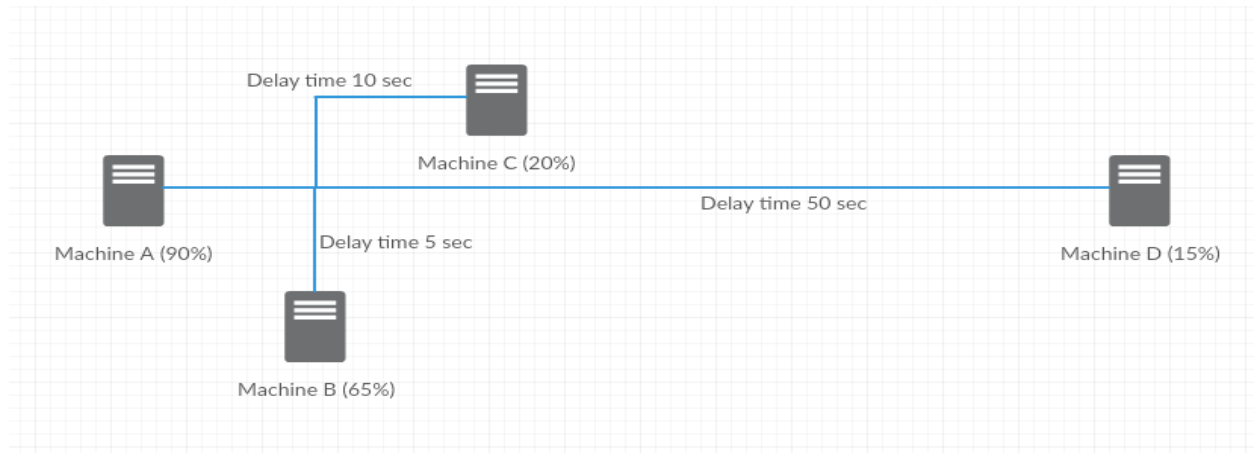 Delay time 10 sec
Machine C (20%)
Delay time 50 sec
Delay time 5 sec
Machine A (90%)
Machine D (15%)
Machine B (65%)